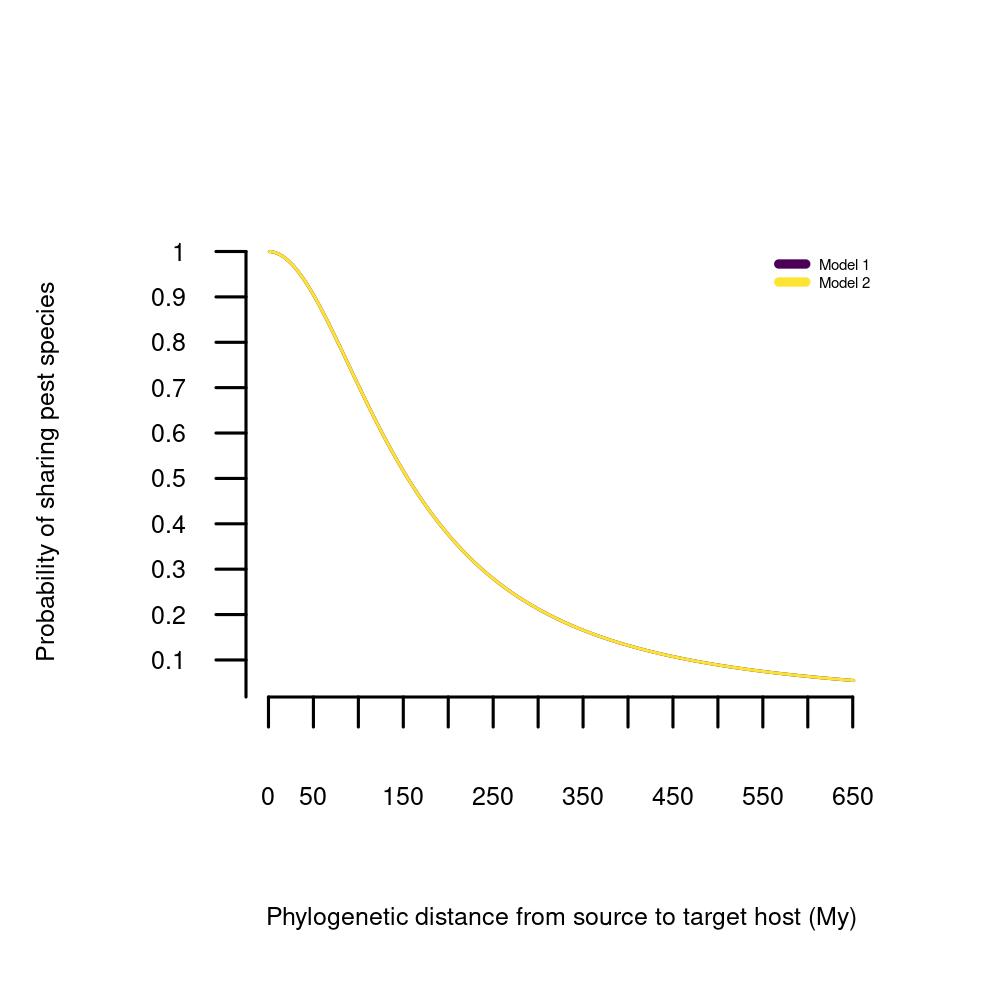 Model 1
Model 2
1
0.9
0.8
0.7
0.6
0.5
0.4
0.3
0.2
0.1
Probability of sharing pest species
0 50 150 250 350 450 550 650
Phylogenetic distance from source to target host (My)